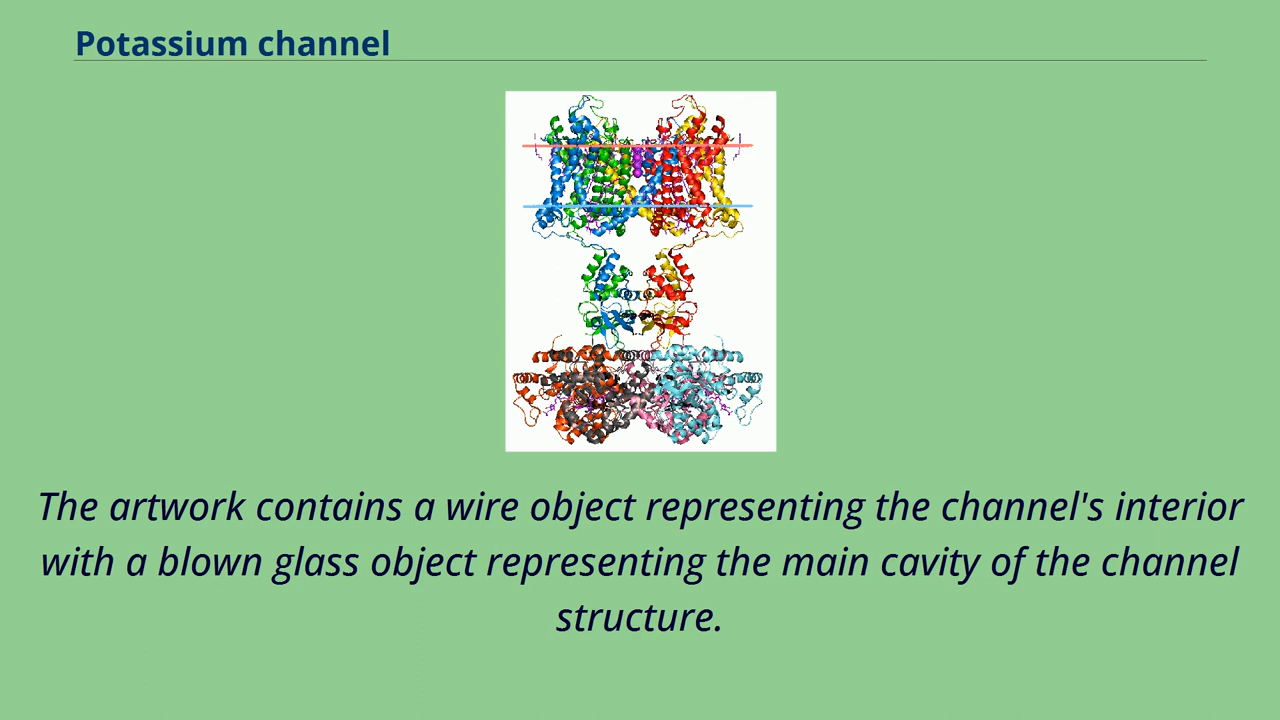 Potassium channel
The artwork contains a wire object representing the channel's interior
with a blown glass object representing the main cavity of the channel
structure.